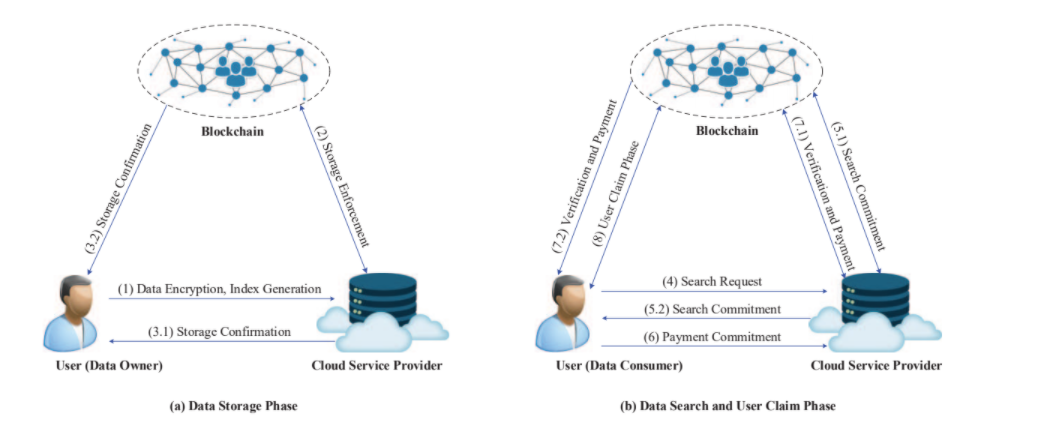 Blockchain
(3.2) Storage Confirmation
(2) Storage Enforcement
(1) Data Encryption, Index Generation
(3.1) Storage Confirmation
User (Data Owner)
Cloud Service Provider
(a) Data Storage Phase
Blockchain
(7.2) Verification and Payment
(8) User Claim Phase
(7.1) Verification and Payment
(5.1) Search Commitment
(4) Search Request
(5.2) Search Commitment
(6) Payment Commitment
User (Data Consumer)
Cloud Service Provider
(b) Data Search and User Claim Phase